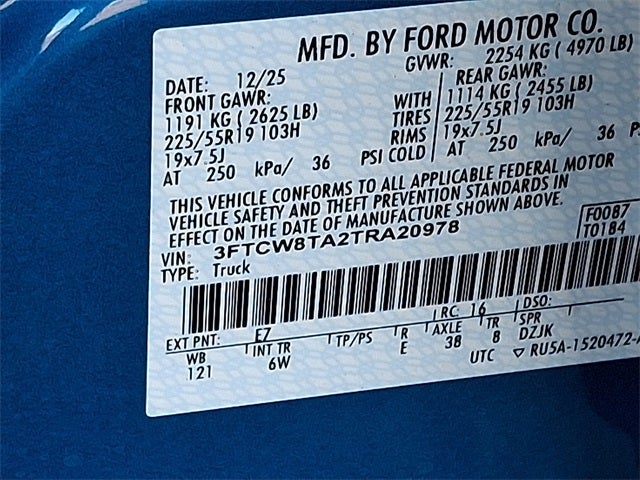 MFD. BY FORD MOTOR CO.
DATE: 12/25 GVWR: 2254 KG ( 4970 LB)
FRONT GAWR: REAR GAWR:
1191 KG ( 2625 LB) WITH 1114 KG ( 2455 LB)
225/55R19 103H TIRES 225/55R19 103H
19x7.5J RIMS 19x7.5J
AT 250 kPa/ 36 PSI COLD AT 250 kPa/ 36
THIS VEHICLE CONFORMS TO ALL APPLICABLE FEDERAL MOTOR
VEHICLE SAFETY AND THEFT PREVENTION STANDARDS IN
EFFECT ON THE DATE OF MANUFACTURE SHOWN ABOVE.
VIN: 3FTCW8TA2TRA20978 F0087
TYPE: Truck T0184
EXT PNT: E7 RC: 16 DSO:
WB INT TR TP/PS R AXLE TR SPR
121 6W E 38 8 DZJK
UTC ▽ RU5A-1520472-